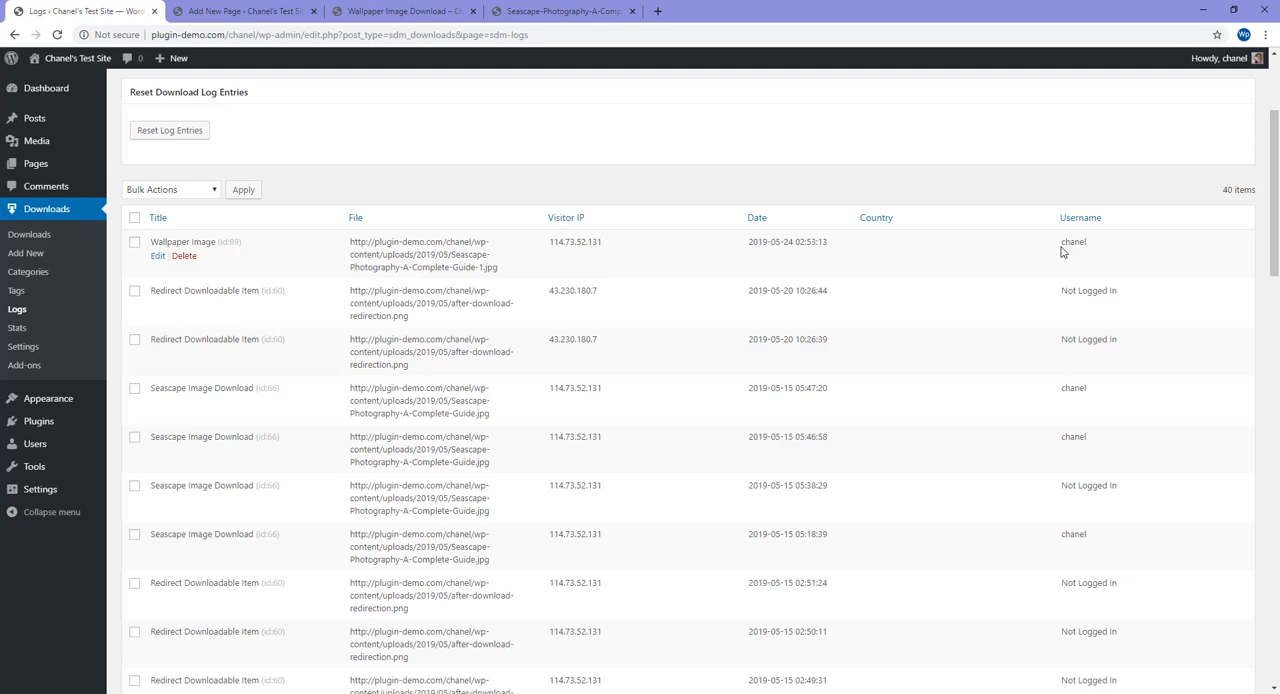 Logs ‹ Chanel's Test Site — Word
Add New Page ‹ Chanel's Test Sit
Wallpaper Image Download – C
Seascape-Photography-A-Comp
Not secure | plugin-demo.com/chanel/wp-admin/edit.php?post_type=sdm_downloads&page=sdm-logs
Wp
Chanel's Test Site
0
New
Howdy, chanel
Dashboard
Posts
Media
Pages
Comments
Downloads
Downloads
Add New
Categories
Tags
Logs
Stats
Settings
Add-ons
Appearance
Plugins
Users
Tools
Settings
Collapse menu
Reset Download Log Entries
Reset Log Entries
Bulk Actions
Apply
40 items
Title File Visitor IP Date Country Username
Wallpaper Image (id:89)
Edit | Delete
http://plugin-demo.com/chanel/wp-
content/uploads/2019/05/Seascape-
Photography-A-Complete-Guide-1.jpg
114.73.52.131 2019-05-24 02:53:13 chanel
Redirect Downloadable Item (id:60)
http://plugin-demo.com/chanel/wp-
content/uploads/2019/05/after-download-
redirection.png
43.230.180.7 2019-05-20 10:26:44 Not Logged In
Redirect Downloadable Item (id:60)
http://plugin-demo.com/chanel/wp-
content/uploads/2019/05/after-download-
redirection.png
43.230.180.7 2019-05-20 10:26:39 Not Logged In
Seascape Image Download (id:66)
http://plugin-demo.com/chanel/wp-
content/uploads/2019/05/Seascape-
Photography-A-Complete-Guide.jpg
114.73.52.131 2019-05-15 05:47:20 chanel
Seascape Image Download (id:66)
http://plugin-demo.com/chanel/wp-
content/uploads/2019/05/Seascape-
Photography-A-Complete-Guide.jpg
114.73.52.131 2019-05-15 05:46:58 chanel
Seascape Image Download (id:66)
http://plugin-demo.com/chanel/wp-
content/uploads/2019/05/Seascape-
Photography-A-Complete-Guide.jpg
114.73.52.131 2019-05-15 05:38:29 Not Logged In
Seascape Image Download (id:66)
http://plugin-demo.com/chanel/wp-
content/uploads/2019/05/Seascape-
Photography-A-Complete-Guide.jpg
114.73.52.131 2019-05-15 05:18:39 chanel
Redirect Downloadable Item (id:60)
http://plugin-demo.com/chanel/wp-
content/uploads/2019/05/after-download-
redirection.png
114.73.52.131 2019-05-15 02:51:24 Not Logged In
Redirect Downloadable Item (id:60)
http://plugin-demo.com/chanel/wp-
content/uploads/2019/05/after-download-
redirection.png
114.73.52.131 2019-05-15 02:50:11 Not Logged In
Redirect Downloadable Item (id:60)
http://plugin-demo.com/chanel/wp-
content/uploads/2019/05/after-download-
114.73.52.131 2019-05-15 02:49:31 Not Logged In